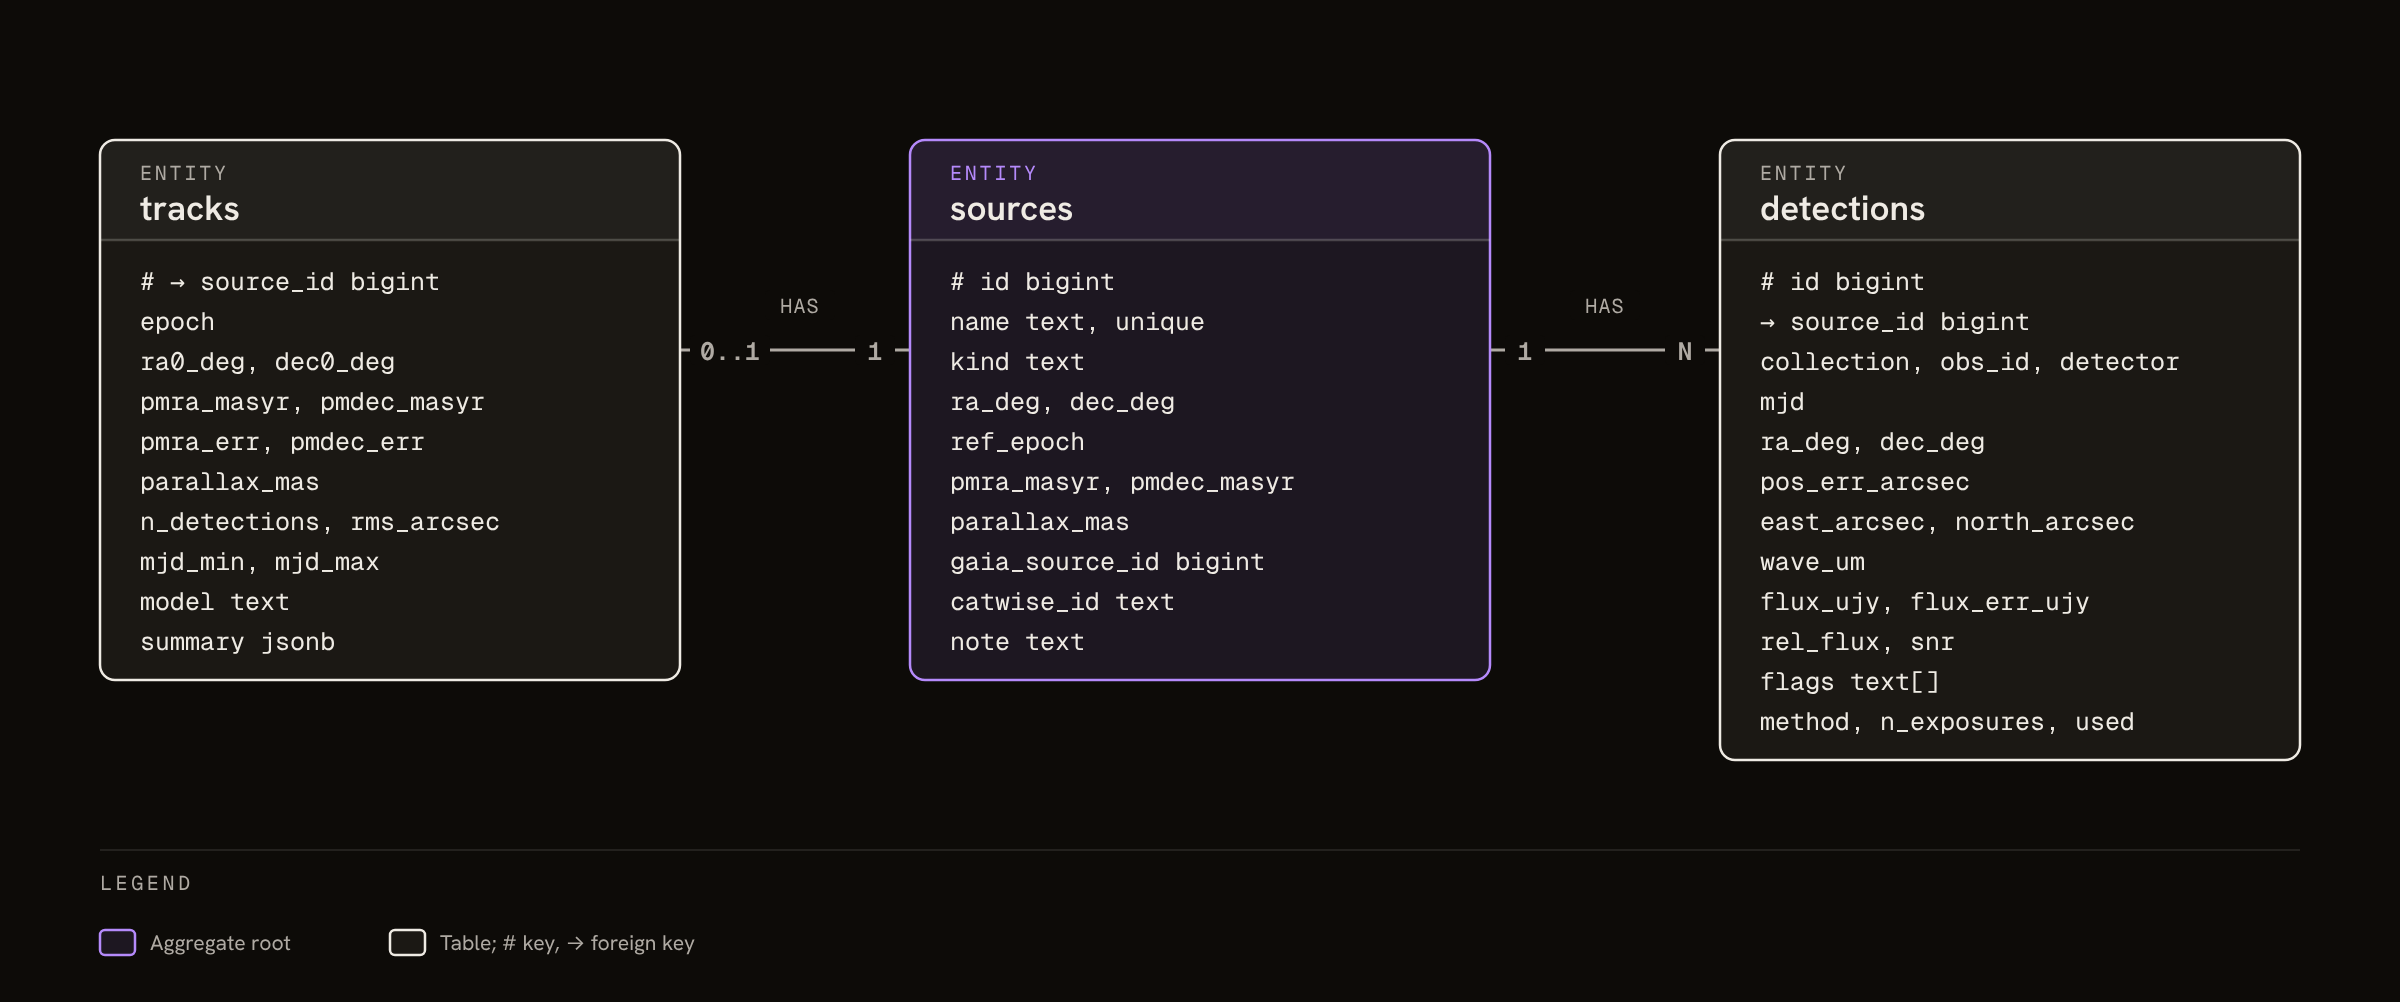 ENTITY
tracks
# → source_id bigint
epoch
ra0_deg, dec0_deg
pmra_masyr, pmdec_masyr
pmra_err, pmdec_err
parallax_mas
n_detections, rms_arcsec
mjd_min, mjd_max
model text
summary jsonb
HAS
0..1
1
ENTITY
sources
# id bigint
name text, unique
kind text
ra_deg, dec_deg
ref_epoch
pmra_masyr, pmdec_masyr
parallax_mas
gaia_source_id bigint
catwise_id text
note text
HAS
1
N
ENTITY
detections
# id bigint
→ source_id bigint
collection, obs_id, detector
mjd
ra_deg, dec_deg
pos_err_arcsec
east_arcsec, north_arcsec
wave_um
flux_ujy, flux_err_ujy
rel_flux, snr
flags text[]
method, n_exposures, used
LEGEND
Aggregate root
Table; # key, → foreign key